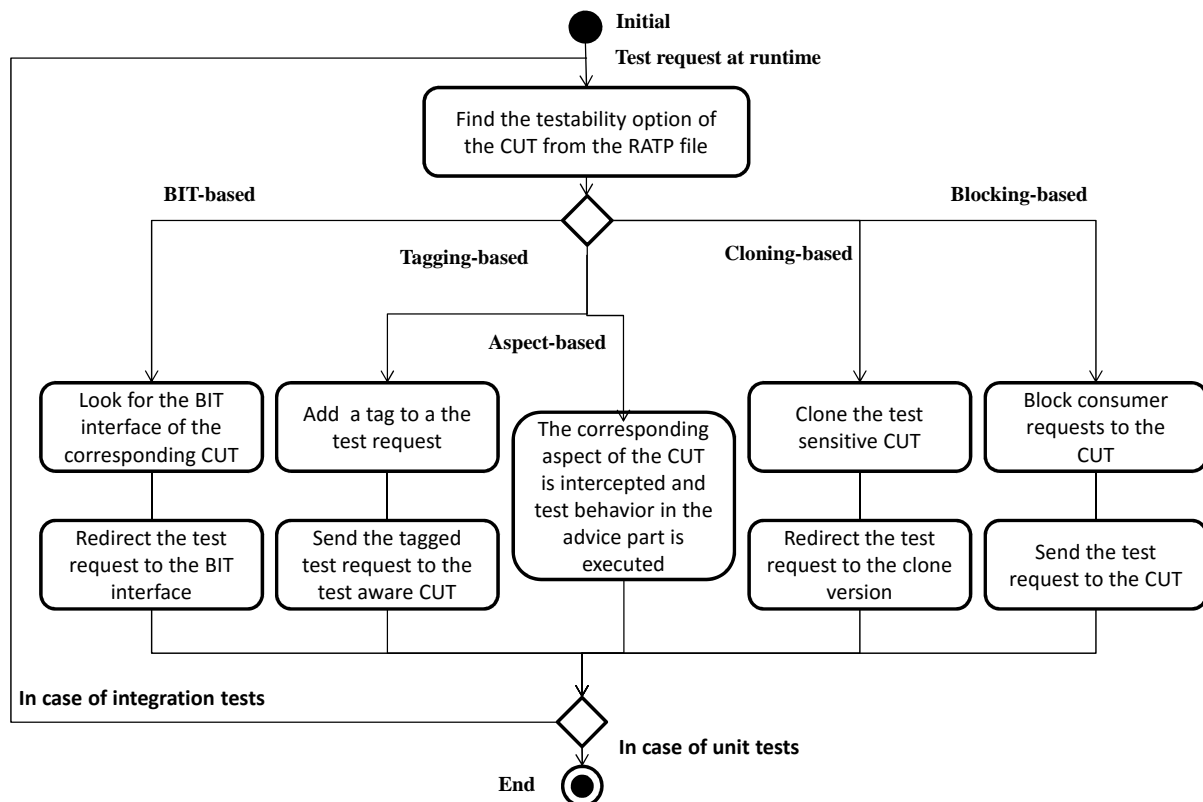 Initial
Test request at runtime
Find the testability option of
the CUT from the RATP file
BIT-based
Blocking-based
Tagging-based
Cloning-based
Aspect-based
Look for the BIT
interface of the
corresponding CUT
Add a tag to a the
test request
The corresponding
aspect of the CUT
is intercepted and
test behavior in the
advice part is
executed
Clone the test
sensitive CUT
Block consumer
requests to the
CUT
Redirect the test
request to the BIT
interface
Send the tagged
test request to the
test aware CUT
Redirect the test
request to the clone
version
Send the test
request to the CUT
In case of integration tests
In case of unit tests
End